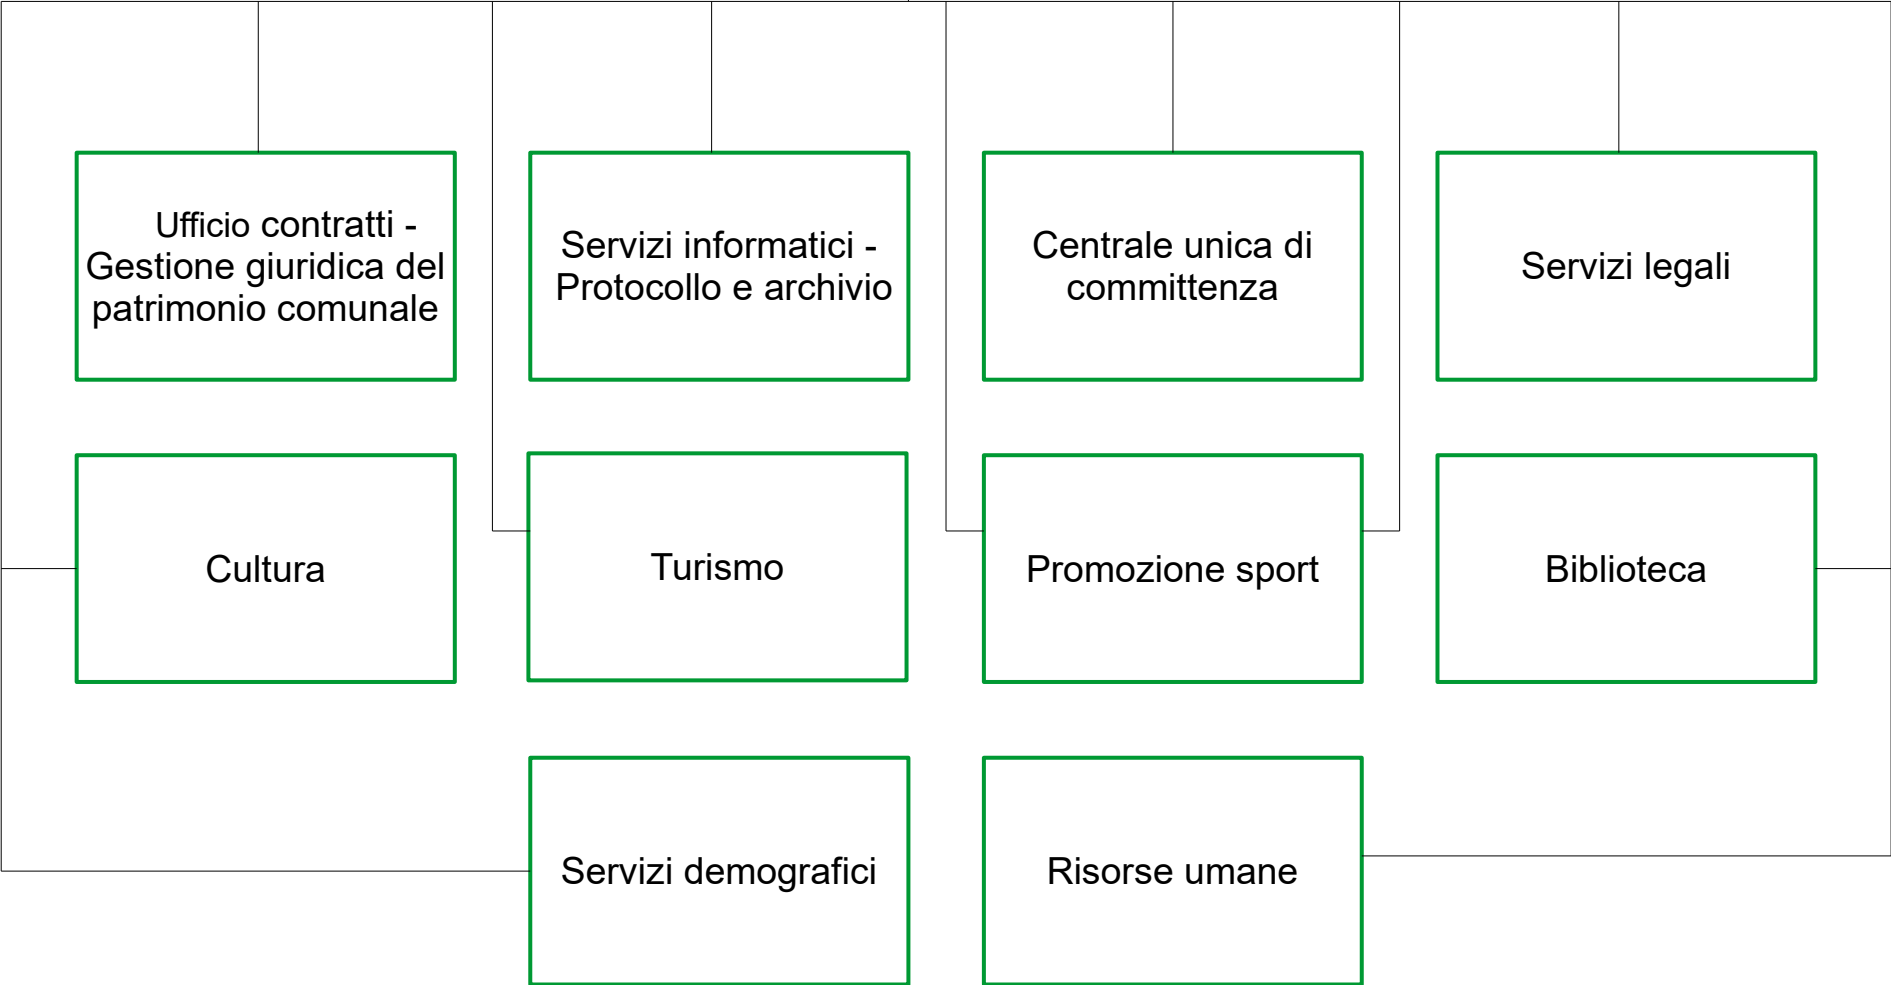 Ufficio contratti -
Gestione giuridica del
patrimonio comunale
Servizi informatici -
Protocollo e archivio
Centrale unica di
committenza
Servizi legali
Cultura
Turismo
Promozione sport
Biblioteca
Servizi demografici
Risorse umane